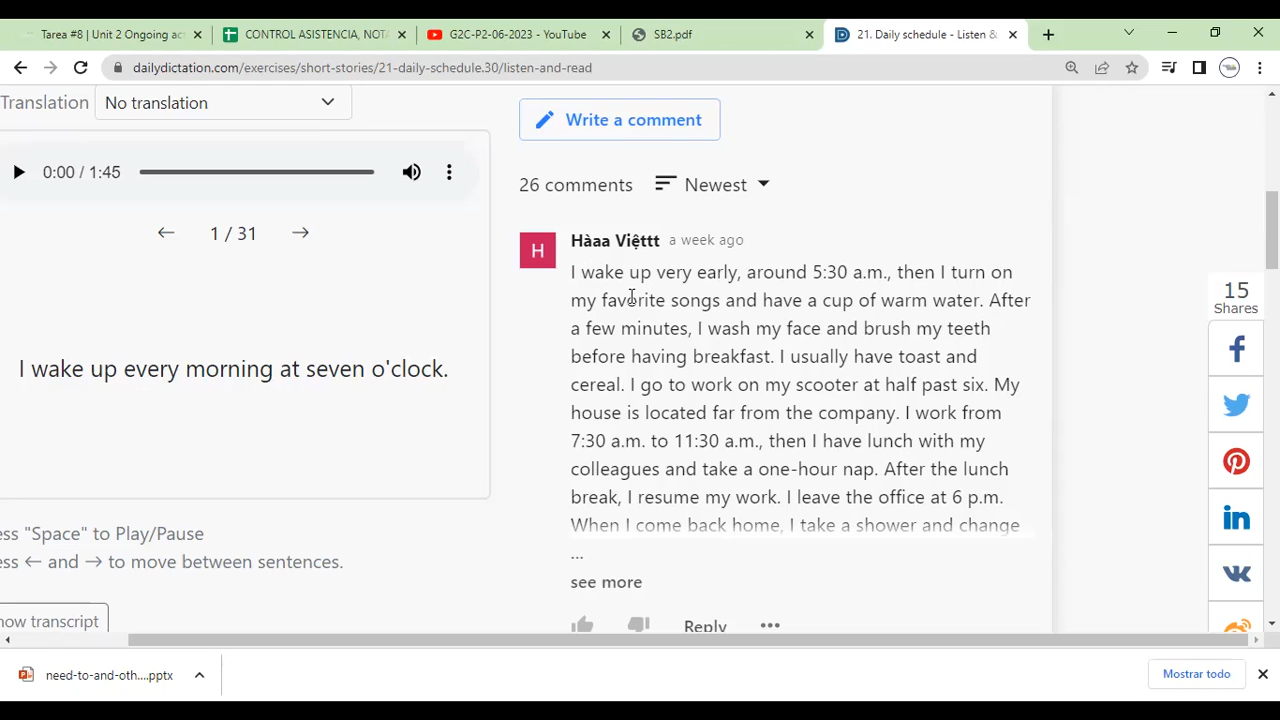 Tarea #8 | Unit 2 Ongoing ac
CONTROL ASISTENCIA, NOTA
G2C-P2-06-2023 - YouTube
SB2.pdf
21. Daily schedule - Listen &
dailydictation.com/exercises/short-stories/21-daily-schedule.30/listen-and-read
Translation
No translation
0:00 / 1:45
1 / 31
I wake up every morning at seven o'clock.
ess "Space" to Play/Pause
ess ← and → to move between sentences.
how transcript
Write a comment
26 comments
Newest
H
Hàaa Việttt a week ago
I wake up very early, around 5:30 a.m., then I turn on
my favorite songs and have a cup of warm water. After
a few minutes, I wash my face and brush my teeth
before having breakfast. I usually have toast and
cereal. I go to work on my scooter at half past six. My
house is located far from the company. I work from
7:30 a.m. to 11:30 a.m., then I have lunch with my
colleagues and take a one-hour nap. After the lunch
break, I resume my work. I leave the office at 6 p.m.
When I come back home, I take a shower and change
...
see more
Reply
15
Shares
need-to-and-oth....pptx
Mostrar todo